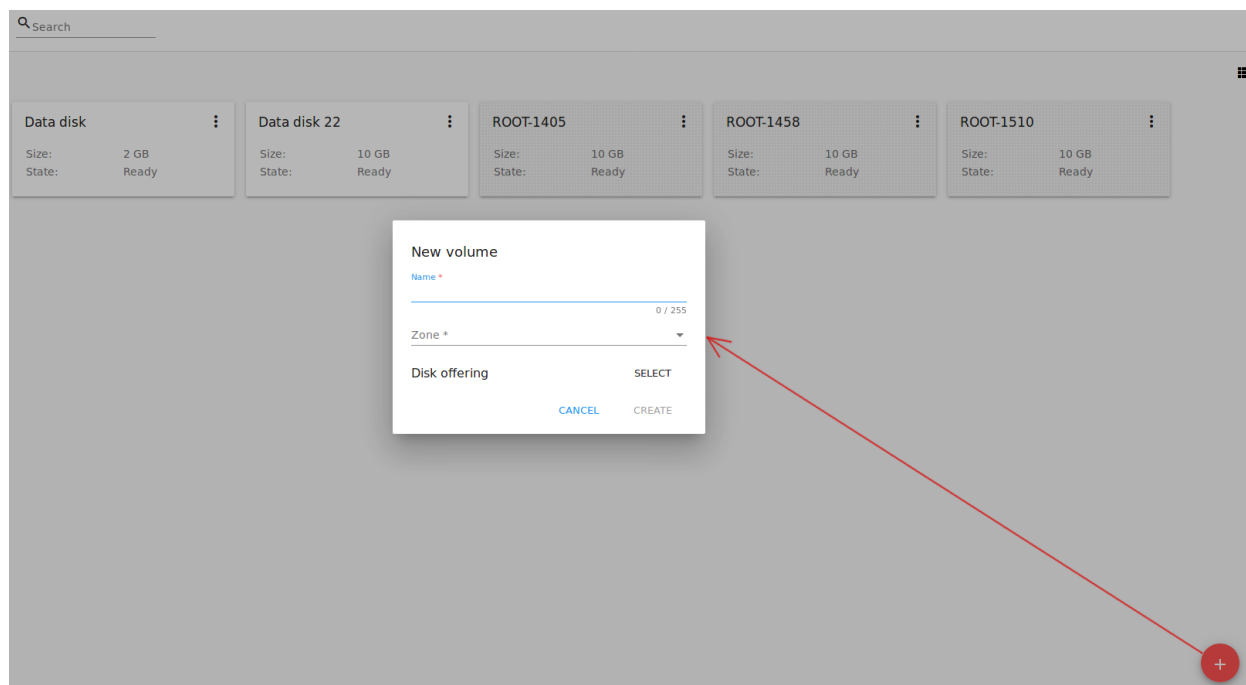 Search
Data disk
Size: 2 GB
State: Ready
Data disk 22
Size: 10 GB
State: Ready
ROOT-1405
Size: 10 GB
State: Ready
ROOT-1458
Size: 10 GB
State: Ready
ROOT-1510
Size: 10 GB
State: Ready
New volume
Name *
0 / 255
Zone *
Disk offering SELECT
CANCEL CREATE
+